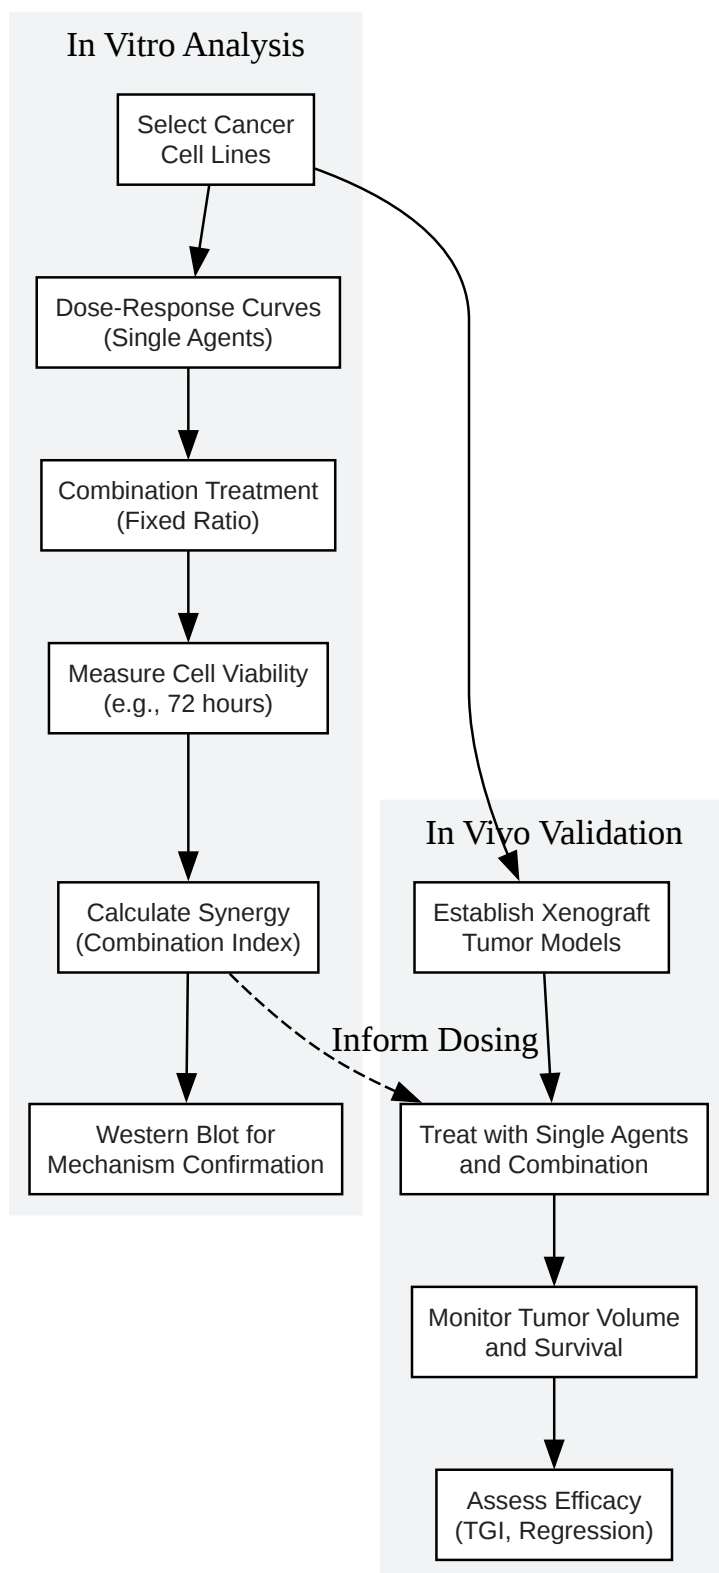 In Vitro Analysis
Select Cancer
Cell Lines
Dose-Response Curves
(Single Agents)
Combination Treatment
(Fixed Ratio)
Measure Cell Viability
(e.g., 72 hours)
Calculate Synergy
(Combination Index)
Western Blot for
Mechanism Confirmation
Inform Dosing
In Vivo Validation
Establish Xenograft
Tumor Models
Treat with Single Agents
and Combination
Monitor Tumor Volume
and Survival
Assess Efficacy
(TGI, Regression)